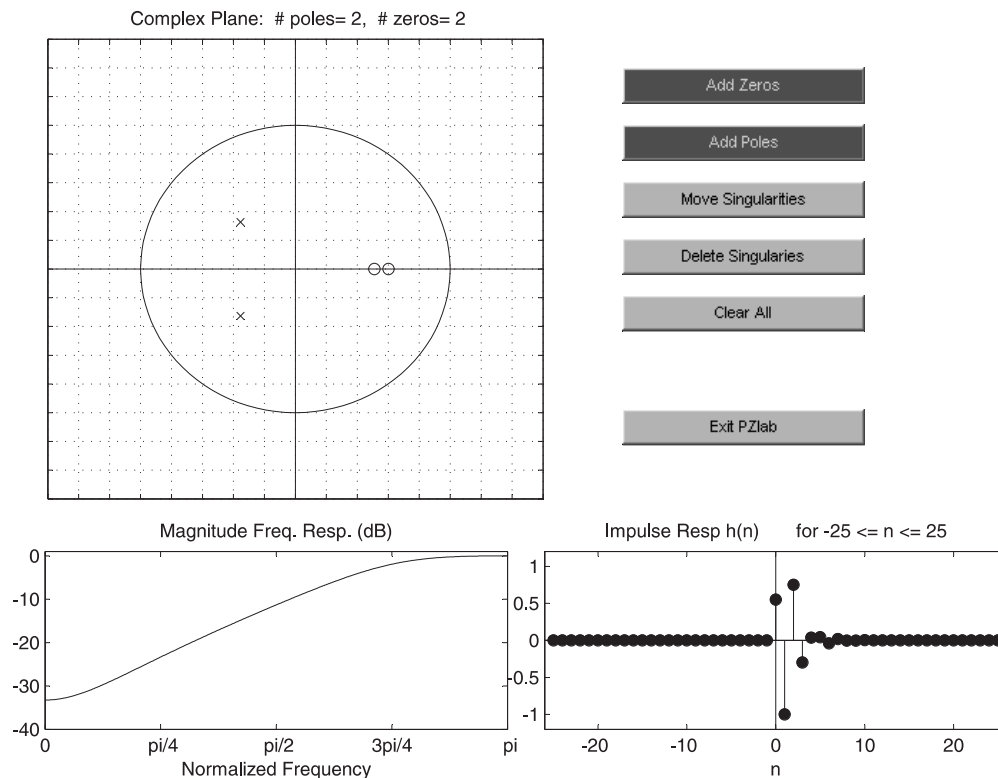 Complex Plane:  # poles= 2,  # zeros= 2
Add Zeros
Add Poles
Move Singularities
Delete Singularies
Clear All
Exit PZlab
Magnitude Freq. Resp. (dB)
0
-10
-20
-30
-40
0 pi/4 pi/2 3pi/4 pi
Normalized Frequency
Impulse Resp h(n) for -25 <= n <= 25
1
0.5
0
-0.5
-1
-20 -10 0 10 20
n